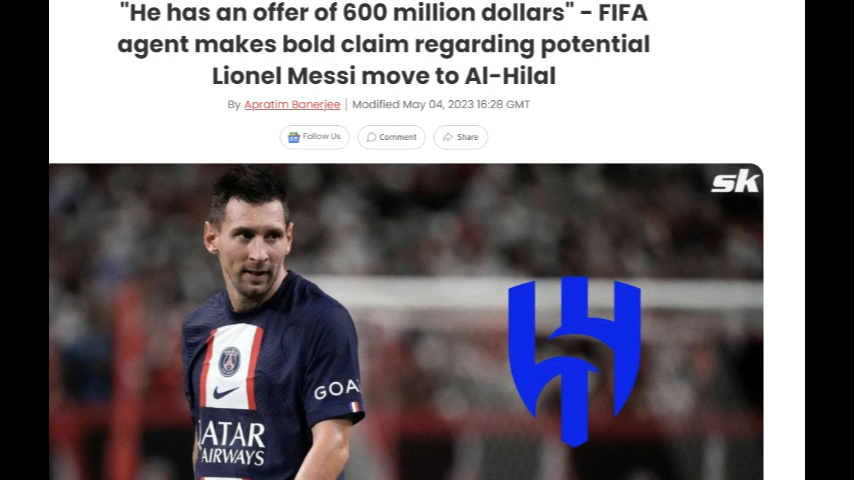 "He has an offer of 600 million dollars" - FIFA
agent makes bold claim regarding potential
Lionel Messi move to Al-Hilal
By Apratim Banerjee | Modified May 04, 2023 16:28 GMT
Follow Us Comment Share
sk
GOA
QATAR
AIRWAYS